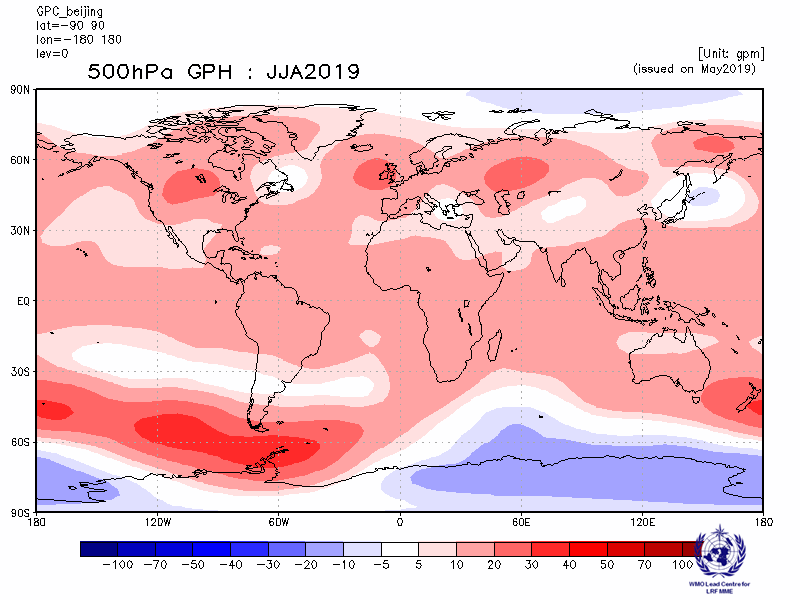 GPC_beijing
lat=-90 90
lon=-180 180
lev=0
500hPa GPH : JJA2019
[Unit: gpm]
(issued on May2019)
90N
60N
30N
EQ
30S
60S
90S
180 120W 60W 0 60E 120E 180
-100 -70 -50 -40 -30 -20 -10 -5 5 10 20 30 40 50 70 100
WMO Lead Centre for
LRF MME